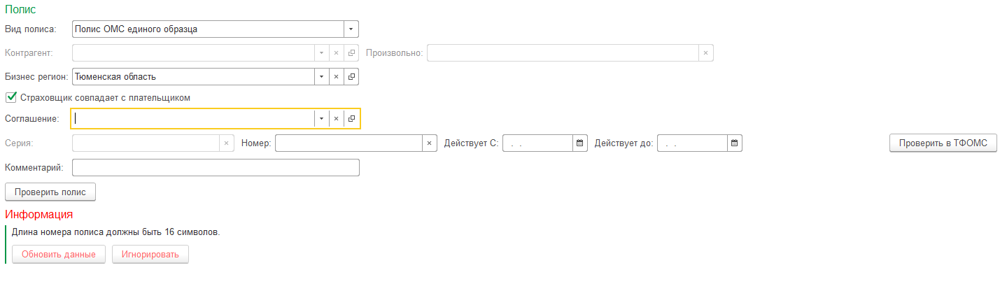 Полис
Вид полиса: Полис ОМС единого образца
Контрагент: Произвольно:
Бизнес регион: Тюменская область
Страховщик совпадает с плательщиком
Соглашение:
Серия: Номер: Действует С: . . Действует до: . . Проверить в ТФОМС
Комментарий:
Проверить полис
Информация
Длина номера полиса должны быть 16 символов.
Обновить данные Игнорировать